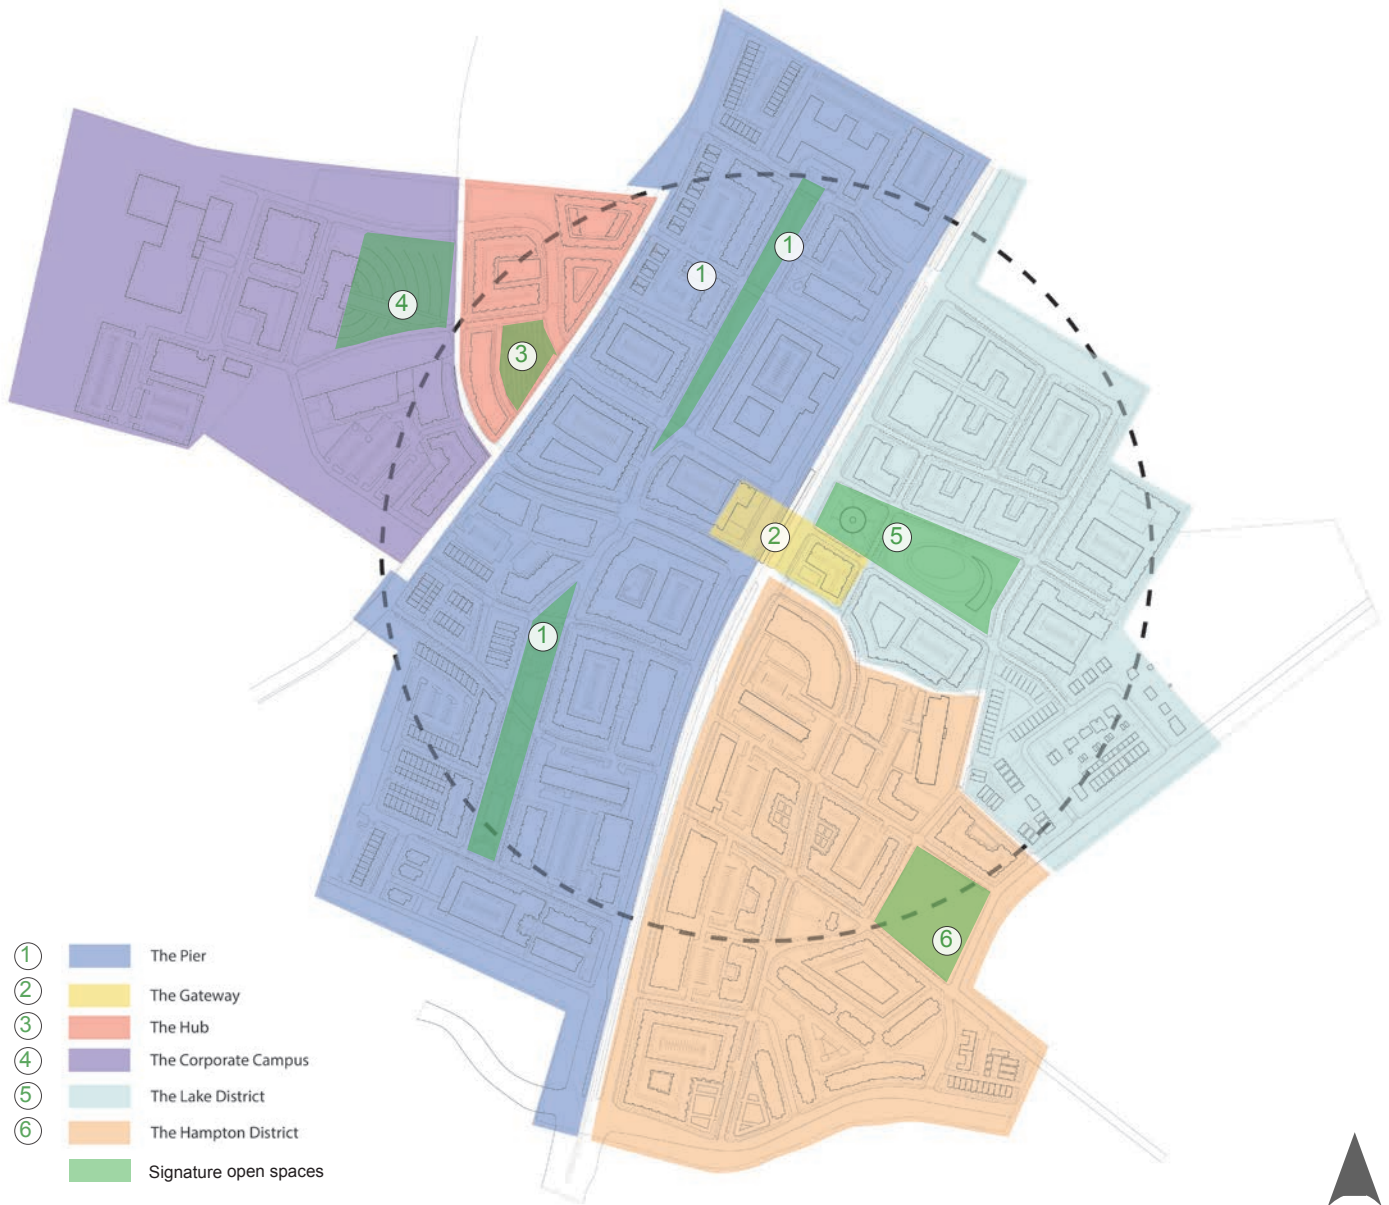 1
1
4
3
2
5
1
6
1 The Pier
2 The Gateway
3 The Hub
4 The Corporate Campus
5 The Lake District
6 The Hampton District
Signature open spaces